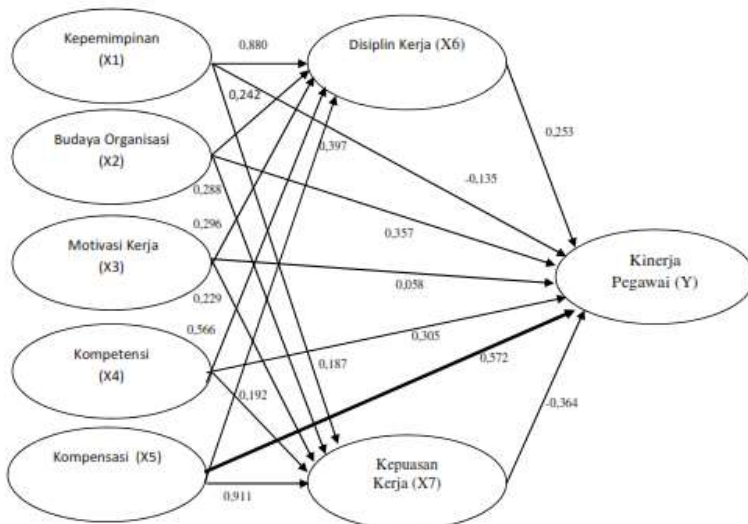 Kepemimpinan
(X1)
0,880
Disiplin Kerja (X6)
0,242
Budaya Organisasi
(X2)
0,397
0,253
-0,135
0,288
0,296
0,357
Motivasi Kerja
(X3)
Kinerja
Pegawai (Y)
0,058
0,229
0,566
0,305
Kompetensi
(X4)
0,187
0,572
0,192
-0,364
Kompensasi (X5)
Kepuasan
Kerja (X7)
0,911